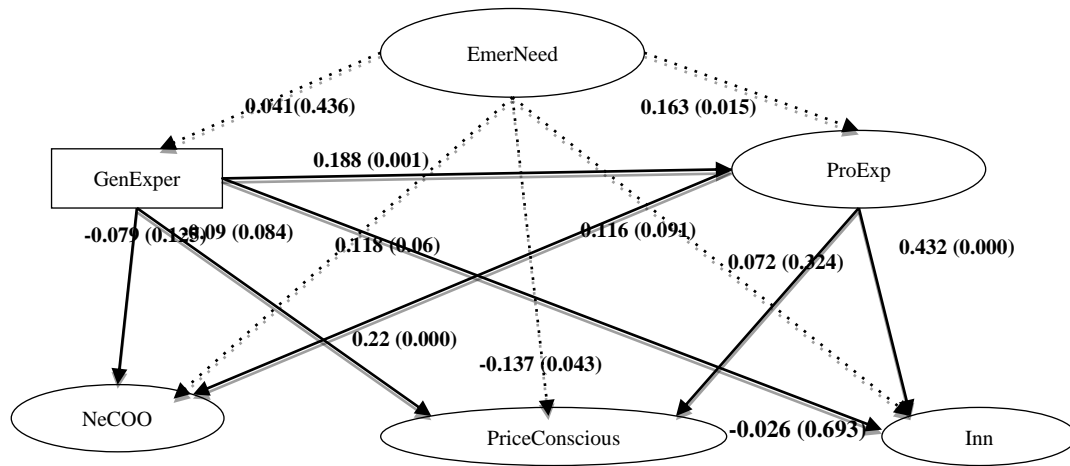 EmerNeed
0.041(0.436)
0.163 (0.015)
0.188 (0.001)
GenExper
ProExp
-0.079
-0.09 (0.084)
0.118 (0.06)
0.116 (0.091)
0.072 (0.324)
0.432 (0.000)
0.22 (0.000)
-0.137 (0.043)
NeCOO
PriceConscious
-0.026 (0.693)
Inn